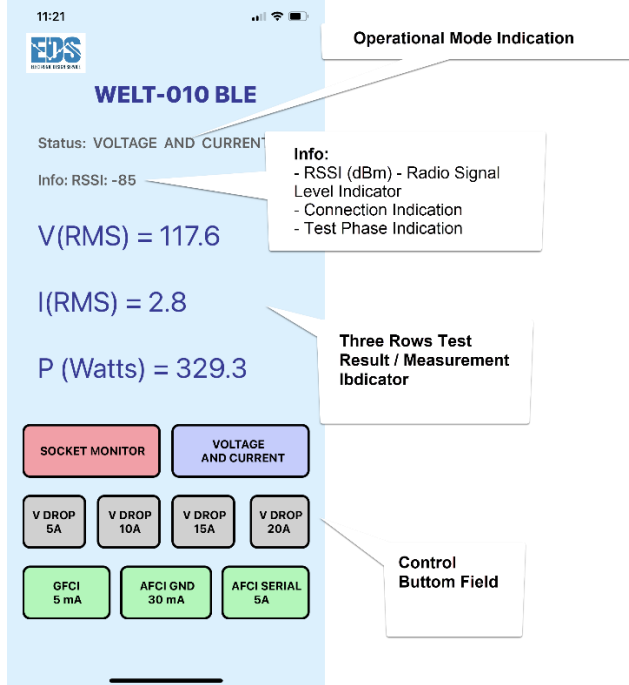 11:21
Operational Mode Indication
EDS
WELT-010 BLE
Status: VOLTAGE AND CURRENT
Info: RSSI: -85
Info:
- RSSI (dBm) - Radio Signal
Level Indicator
- Connection Indication
- Test Phase Indication
V(RMS) = 117.6
I(RMS) = 2.8
P (Watts) = 329.3
Three Rows Test
Result / Measurement
Ibdicator
SOCKET MONITOR
VOLTAGE
AND CURRENT
V DROP
5A
V DROP
10A
V DROP
15A
V DROP
20A
GFCI
5 mA
AFCI GND
30 mA
AFCI SERIAL
5A
Control
Buttom Field